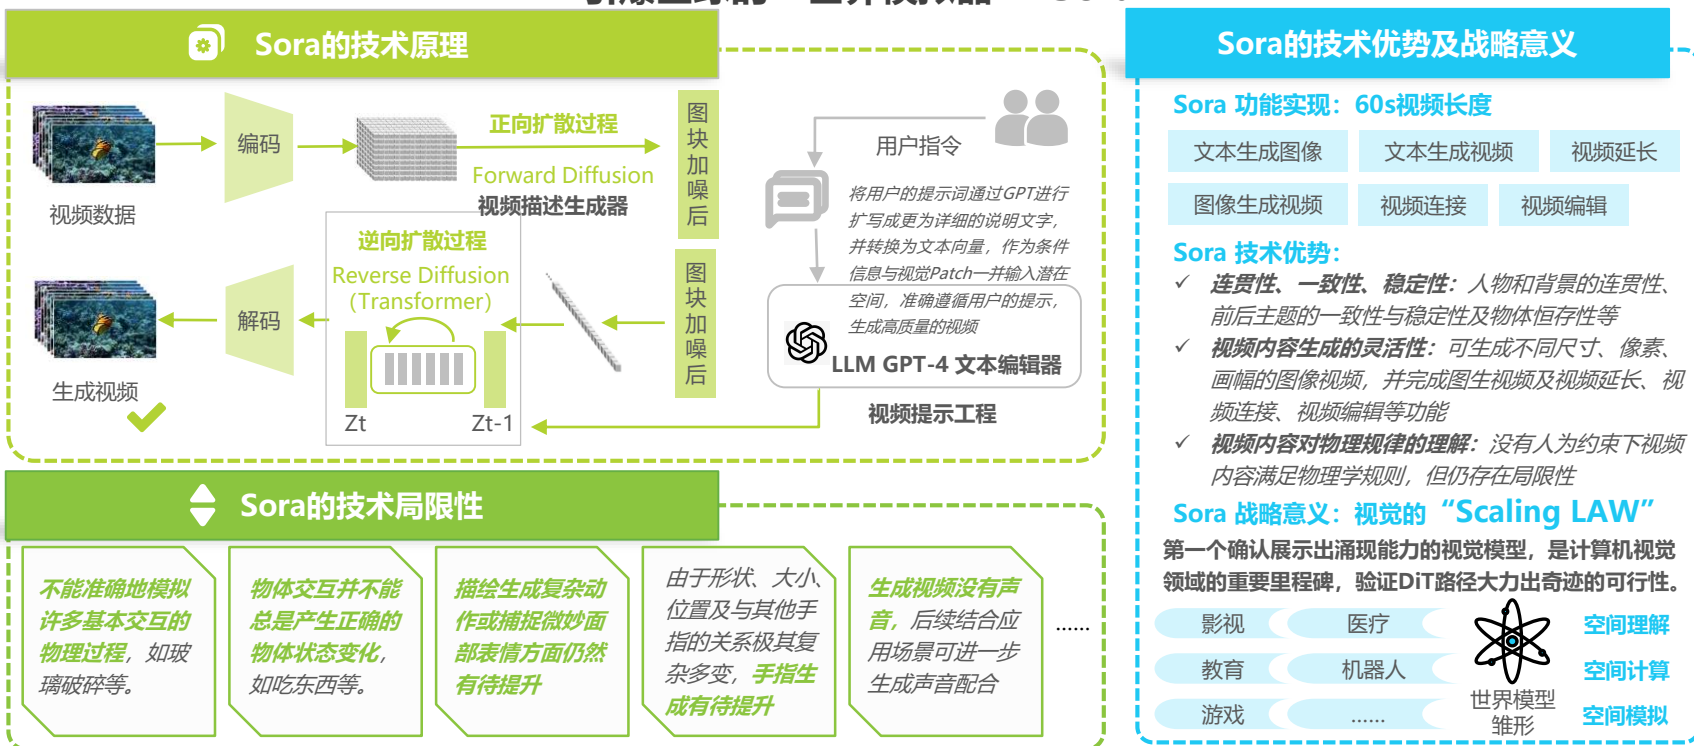 Sora的技术原理
视频数据
编码
正向扩散过程
Forward Diffusion
视频描述生成器
图
块
加
噪
后
用户指令
将用户的提示词通过GPT进行
扩写成更为详细的说明文字，
并转换为文本向量，作为条件
信息与视觉Patch一并输入潜在
空间，准确遵循用户的提示，
生成高质量的视频
LLM GPT-4 文本编辑器
视频提示工程
逆向扩散过程
Reverse Diffusion
(Transformer)
Zt
Zt-1
图
块
加
噪
后
解码
生成视频
Sora的技术局限性
不能准确地模拟
许多基本交互的
物理过程，如玻
璃破碎等。
物体交互并不能
总是产生正确的
物体状态变化，
如吃东西等。
描绘生成复杂动
作或捕捉微妙面
部表情方面仍然
有待提升
由于形状、大小、
位置及与其他手
指的关系极其复
杂多变，手指生
成有待提升
生成视频没有声
音，后续结合应
用场景可进一步
生成声音配合
......
Sora的技术优势及战略意义
Sora 功能实现：60s视频长度
文本生成图像
文本生成视频
视频延长
图像生成视频
视频连接
视频编辑
Sora 技术优势：
✓ 连贯性、一致性、稳定性：人物和背景的连贯性、
前后主题的一致性与稳定性及物体恒存性等
✓ 视频内容生成的灵活性：可生成不同尺寸、像素、
画幅的图像视频，并完成图生视频及视频延长、视
频连接、视频编辑等功能
✓ 视频内容对物理规律的理解：没有人为约束下视频
内容满足物理学规则，但仍存在局限性
Sora 战略意义：视觉的“Scaling LAW”
第一个确认展示出涌现能力的视觉模型，是计算机视觉
领域的重要里程碑，验证DiT路径大力出奇迹的可行性。
影视
医疗
教育
机器人
游戏
......
世界模型
雏形
空间理解
空间计算
空间模拟